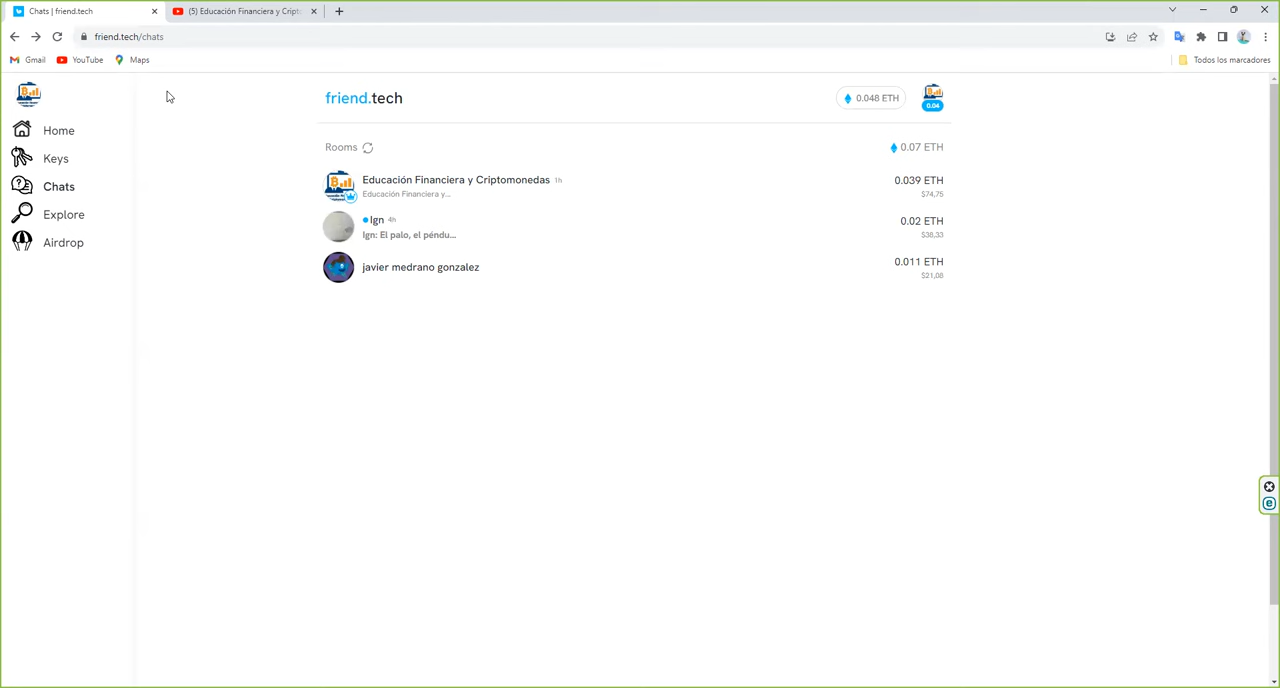 Chats | friend.tech
(5) Educación Financiera y Cripto
friend.tech/chats
Gmail
YouTube
Maps
Todos los marcadores
Home
Keys
Chats
Explore
Airdrop
friend.tech
0.048 ETH
0.04
Rooms
0.07 ETH
Educación Financiera y Criptomonedas 1h
Educación Financiera y...
0.039 ETH
$74,75
Ign 4h
Ign: El palo, el péndu...
0.02 ETH
$38,33
javier medrano gonzalez
0.011 ETH
$21,08